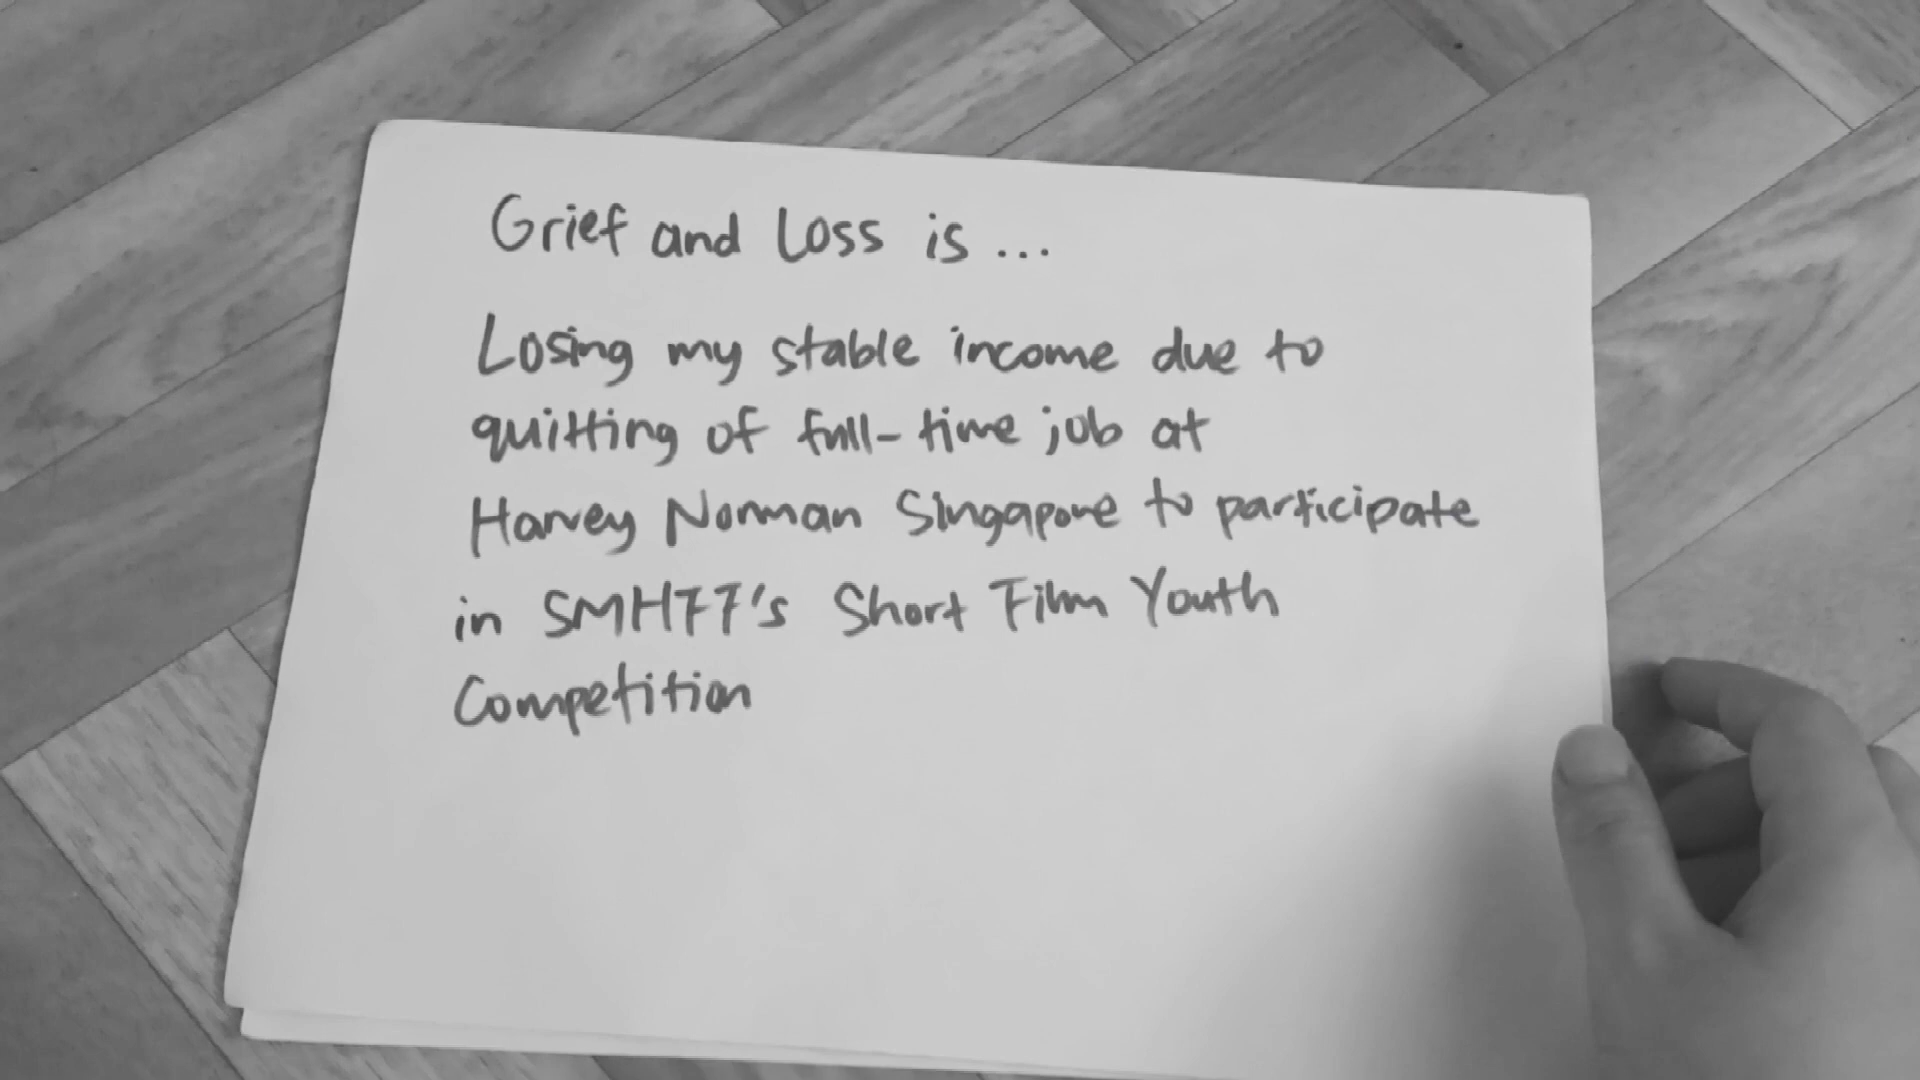 Grief and Loss is...
Losing my stable income due to
quitting of full-time job at
Harvey Norman Singapore to participate
in SMHFF's Short Film Youth
Competition